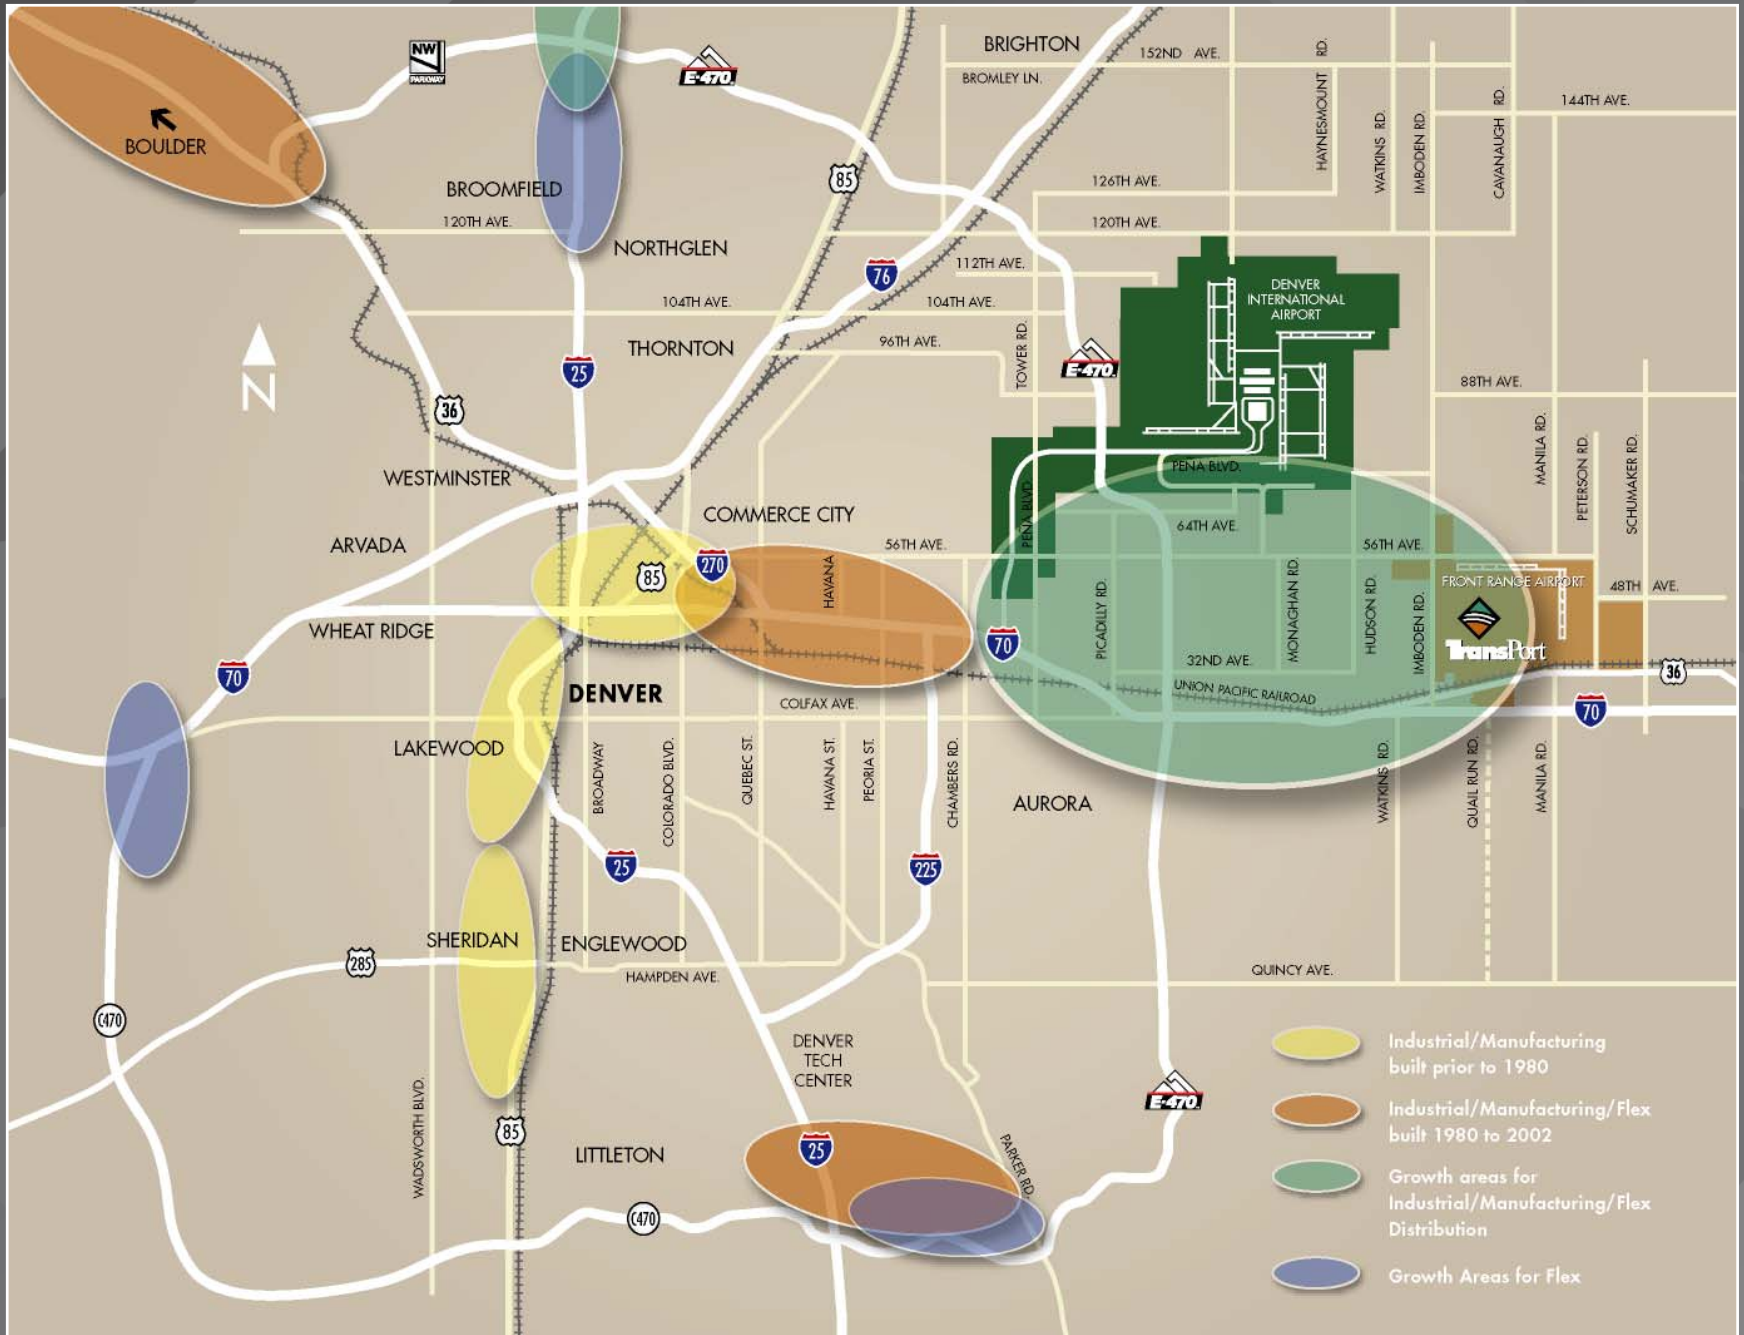 NW
PARKWAY
E-470
BRIGHTON
152ND AVE.
BROMLEY LN.
HAYNESMOUNT RD.
WATKINS RD.
IMBODEN RD.
CAVANAUGH RD.
144TH AVE.
BOULDER
85
BROOMFIELD
126TH AVE.
120TH AVE.
120TH AVE.
NORTHGLEN
76
112TH AVE.
DENVER
INTERNATIONAL
AIRPORT
104TH AVE.
104TH AVE.
THORNTON
96TH AVE.
TOWER RD.
E-470
N
25
36
88TH AVE.
MANILA RD.
PETERSON RD.
SCHUMAKER RD.
WESTMINSTER
PEÑA BLVD.
PEÑA BLVD.
COMMERCE CITY
64TH AVE.
ARVADA
56TH AVE.
56TH AVE.
270
85
HAVANA
FRONT RANGE AIRPORT
48TH AVE.
PICADILLY RD.
MONAGHAN RD.
HUDSON RD.
IMBODEN RD.
WHEAT RIDGE
70
TransPort
32ND AVE.
70
36
DENVER
UNION PACIFIC RAILROAD
COLFAX AVE.
70
LAKEWOOD
BROADWAY
COLORADO BLVD.
QUEBEC ST.
HAVANA ST.
PEORIA ST.
CHAMBERS RD.
WATKINS RD.
QUAIL RUN RD.
MANILA RD.
AURORA
25
225
SHERIDAN
ENGLEWOOD
285
HAMPDEN AVE.
QUINCY AVE.
C470
DENVER
TECH
CENTER
E-470
WADSWORTH BLVD.
85
LITTLETON
25
PARKER RD.
C470
Industrial/Manufacturing
built prior to 1980
Industrial/Manufacturing/Flex
built 1980 to 2002
Growth areas for
Industrial/Manufacturing/Flex
Distribution
Growth Areas for Flex